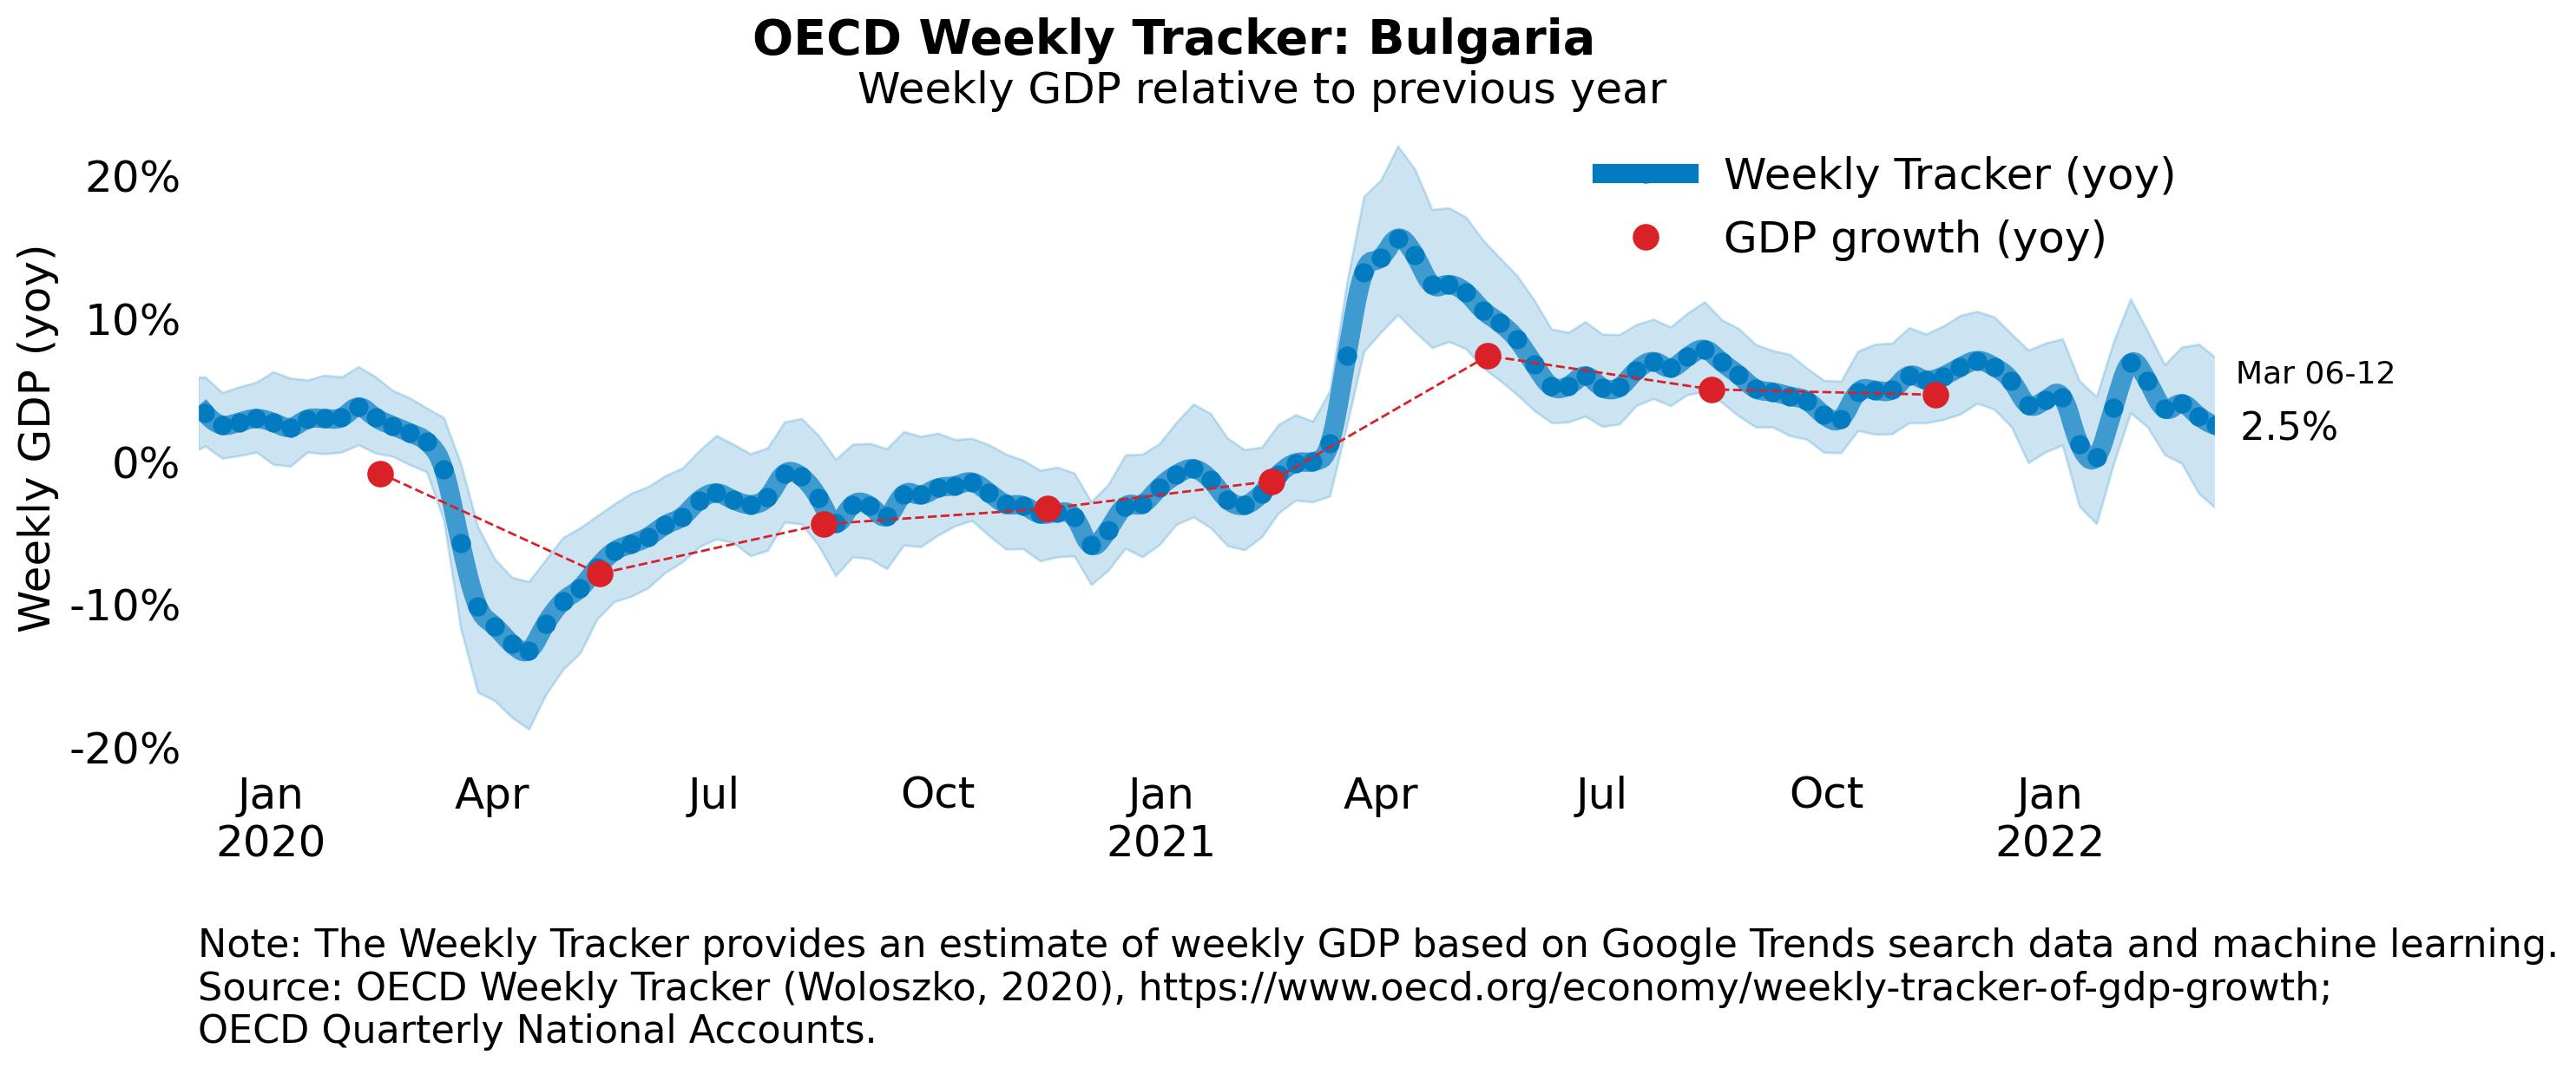 OECD Weekly Tracker: Bulgaria
Weekly GDP relative to previous year
Weekly Tracker (yoy)
GDP growth (yoy)
Weekly GDP (yoy)
20%
10%
0%
-10%
-20%
Mar 06-12
2.5%
Jan Apr Jul Oct Jan Apr Jul Oct Jan
2020 2021 2022
Note: The Weekly Tracker provides an estimate of weekly GDP based on Google Trends search data and machine learning.
Source: OECD Weekly Tracker (Woloszko, 2020), https://www.oecd.org/economy/weekly-tracker-of-gdp-growth;
OECD Quarterly National Accounts.